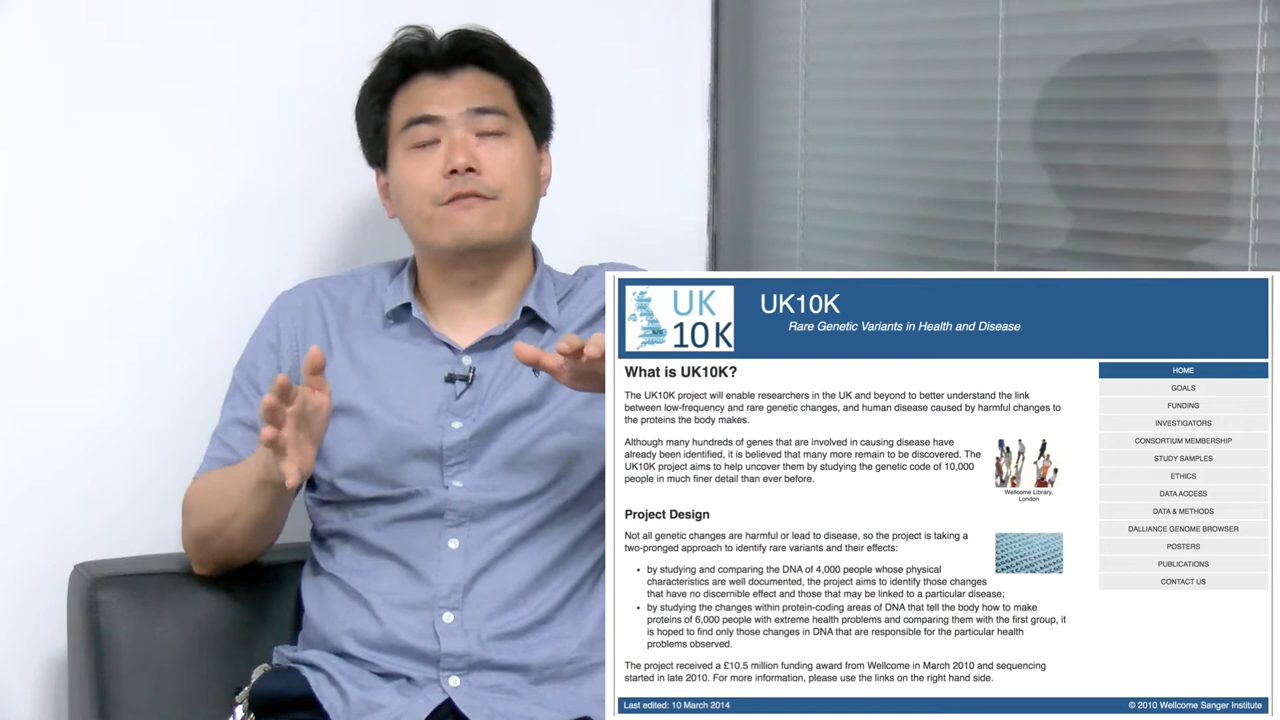 UK
10K
UK10K
Rare Genetic Variants in Health and Disease
What is UK10K?
The UK10K project will enable researchers in the UK and beyond to better understand the link
between low-frequency and rare genetic changes, and human disease caused by harmful changes to
the proteins the body makes.
Although many hundreds of genes that are involved in causing disease have
already been identified, it is believed that many more remain to be discovered. The
UK10K project aims to help uncover them by studying the genetic code of 10,000
people in much finer detail than ever before.
Wellcome Library,
London
Project Design
Not all genetic changes are harmful or lead to disease, so the project is taking a
two-pronged approach to identify rare variants and their effects:
• by studying and comparing the DNA of 4,000 people whose physical
characteristics are well documented, the project aims to identify those changes
that have no discernible effect and those that may be linked to a particular disease;
• by studying the changes within protein-coding areas of DNA that tell the body how to make
proteins of 6,000 people with extreme health problems and comparing them with the first group, it
is hoped to find only those changes in DNA that are responsible for the particular health
problems observed.
The project received a £10.5 million funding award from Wellcome in March 2010 and sequencing
started in late 2010. For more information, please use the links on the right hand side.
HOME
GOALS
FUNDING
INVESTIGATORS
CONSORTIUM MEMBERSHIP
STUDY SAMPLES
ETHICS
DATA ACCESS
DATA & METHODS
DALLIANCE GENOME BROWSER
POSTERS
PUBLICATIONS
CONTACT US
Last edited: 10 March 2014
© 2010 Wellcome Sanger Institute